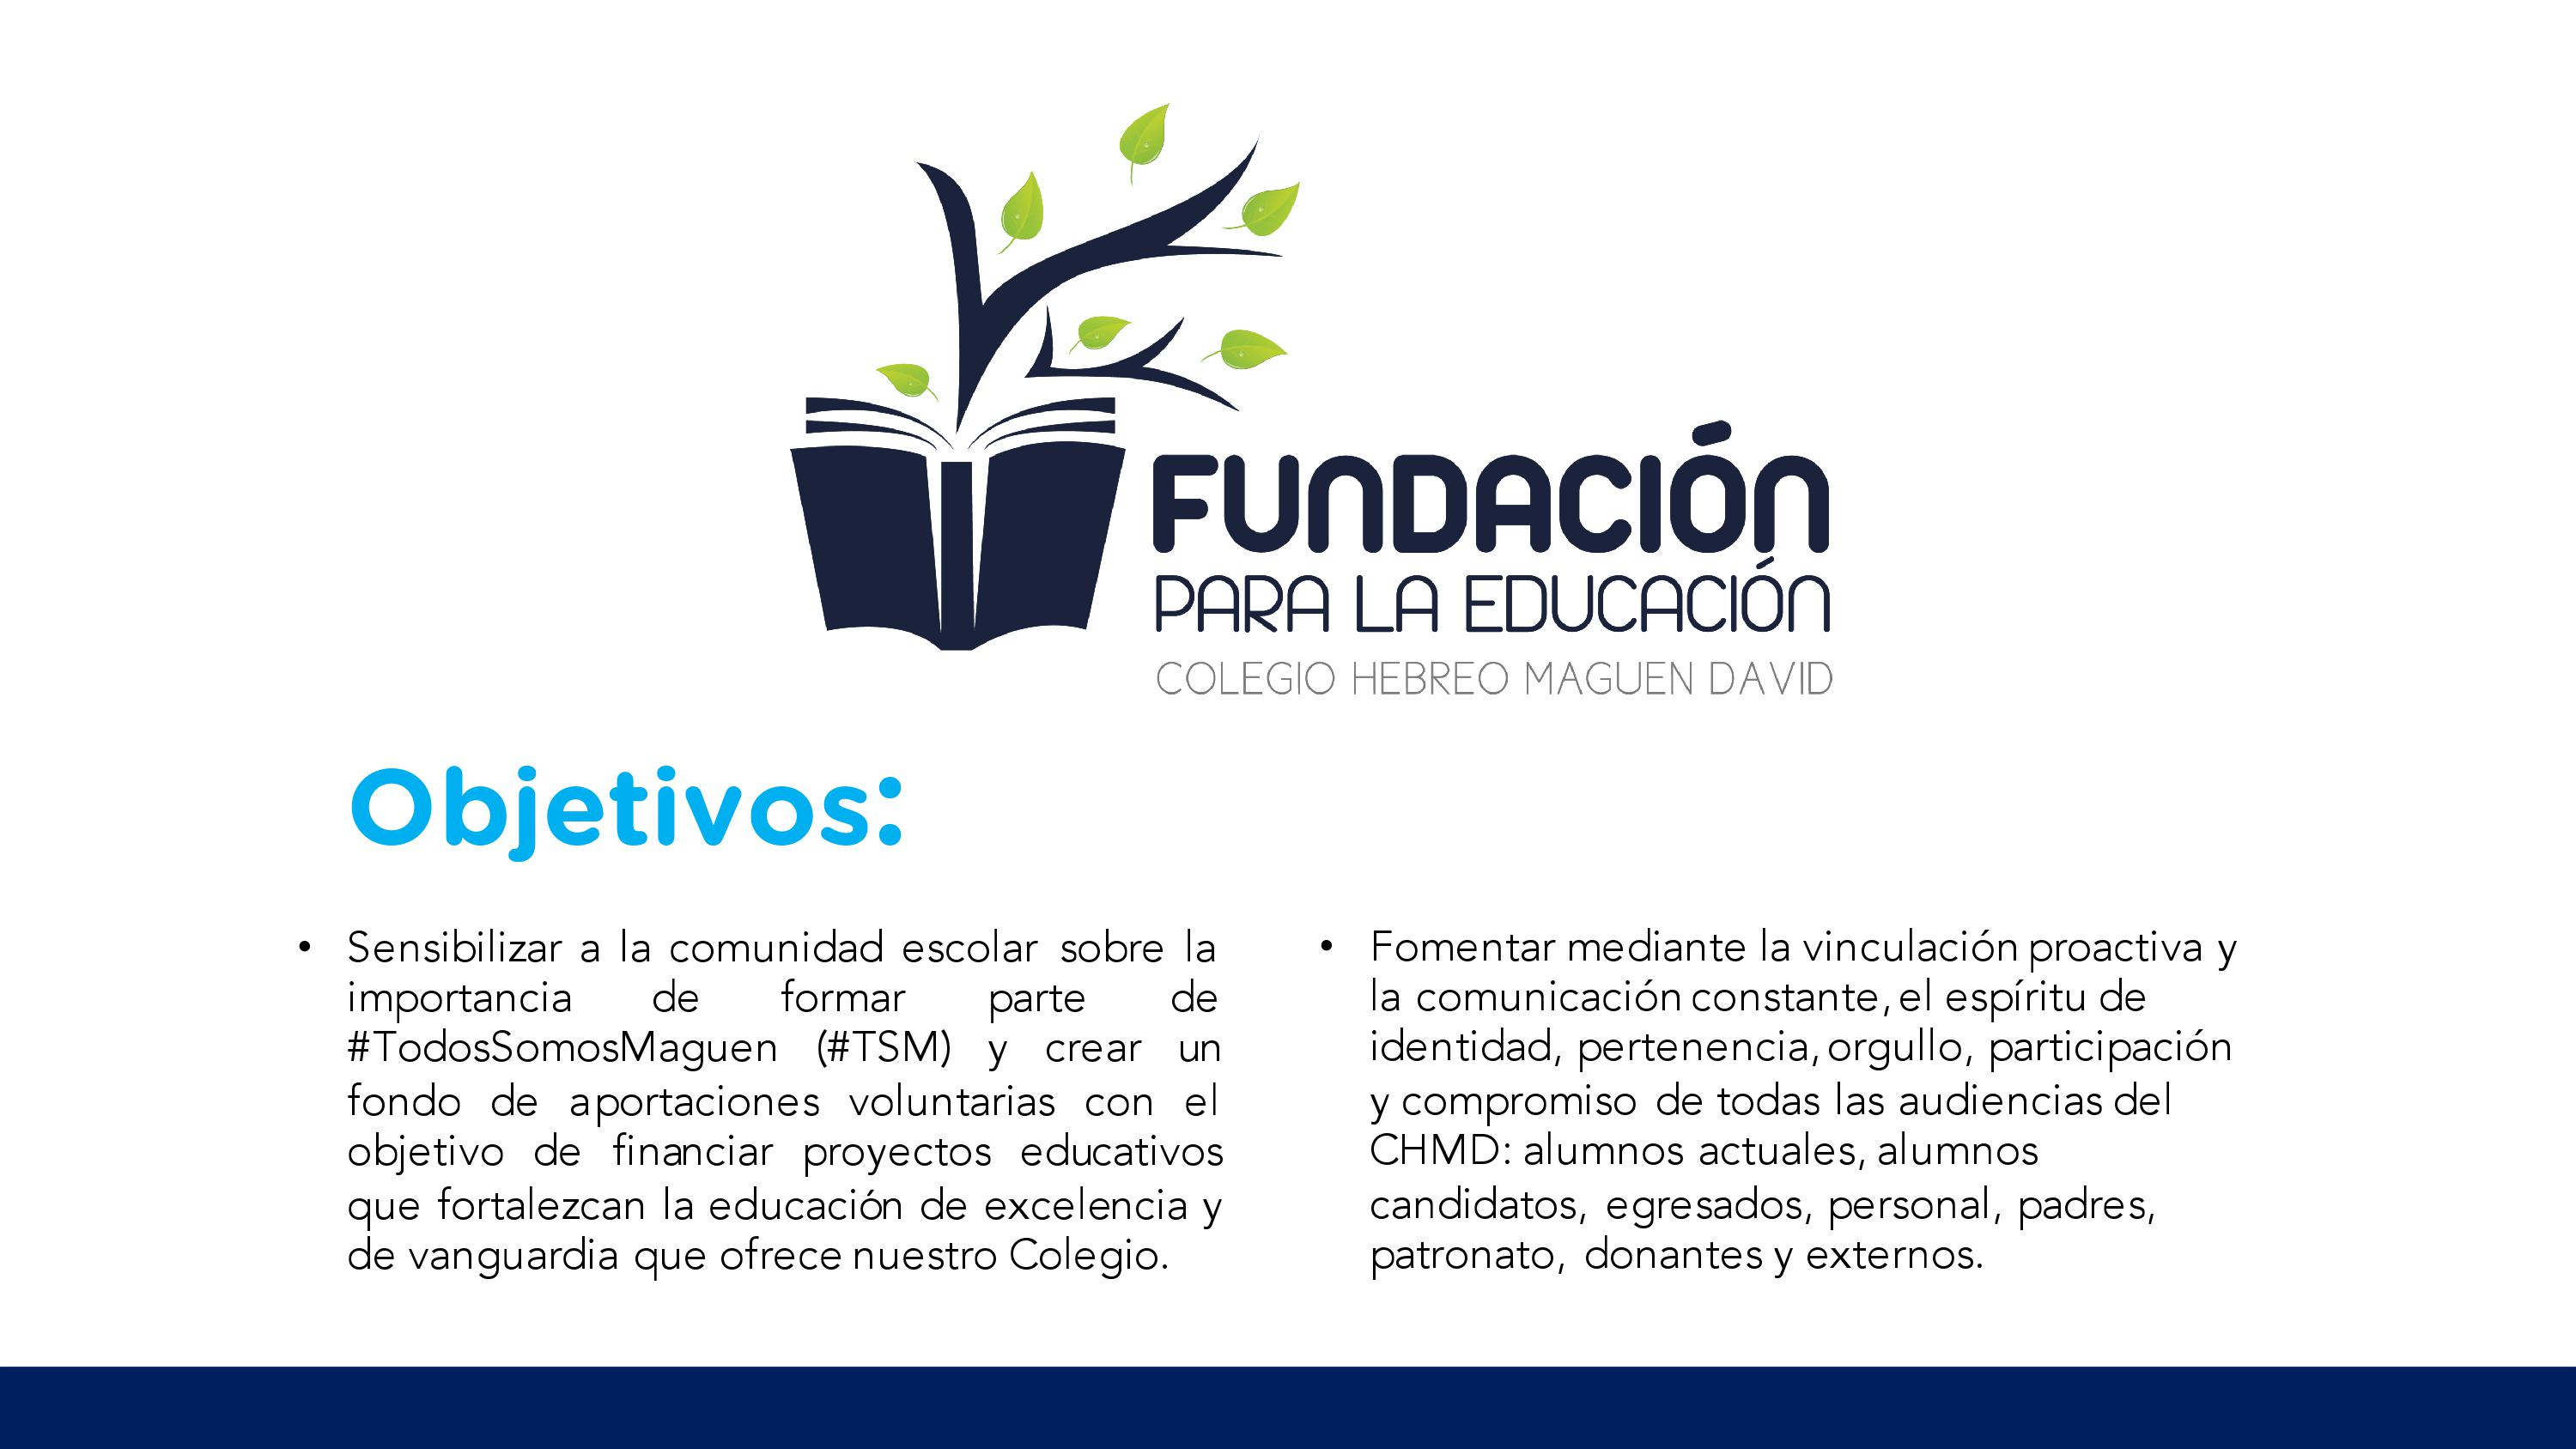 FUNDACIÓN
PARA LA EDUCACIÓN
COLEGIO HEBREO MAGUEN DAVID
Objetivos:
• Sensibilizar a la comunidad escolar sobre la
importancia de formar parte de
#TodosSomosMaguen (#TSM) y crear un
fondo de aportaciones voluntarias con el
objetivo de financiar proyectos educativos
que fortalezcan la educación de excelencia y
de vanguardia que ofrece nuestro Colegio.
• Fomentar mediante la vinculación proactiva y
la comunicación constante, el espíritu de
identidad, pertenencia, orgullo, participación
y compromiso de todas las audiencias del
CHMD: alumnos actuales, alumnos
candidatos, egresados, personal, padres,
patronato, donantes y externos.